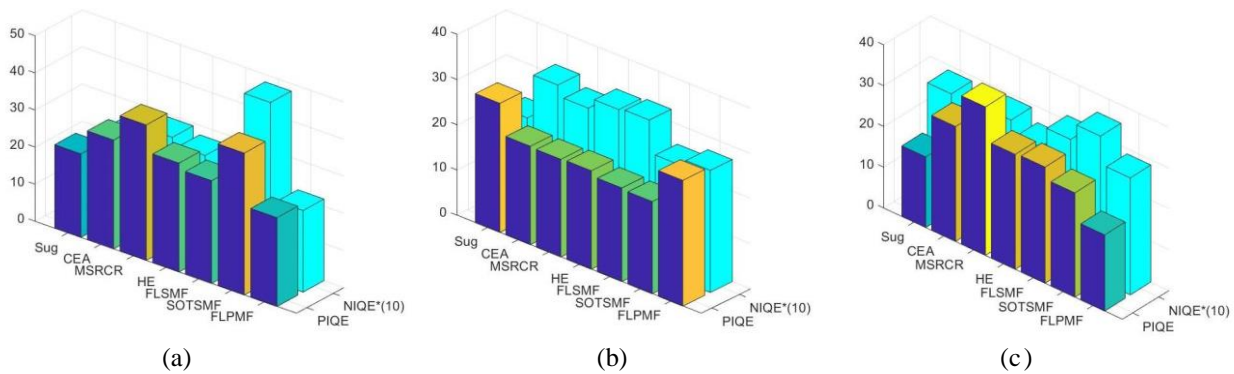 50
40
30
20
10
0
Sug
CEA
MSRCR
HE
FLSMF
SOTSMF
FLPMF
PIQE
NIQE*(10)
(a)
40
30
20
10
0
Sug
CEA
MSRCR
HE
FLSMF
SOTSMF
FLPMF
PIQE
NIQE*(10)
(b)
40
30
20
10
0
Sug
CEA
MSRCR
HE
FLSMF
SOTSMF
FLPMF
PIQE
NIQE*(10)
(c)